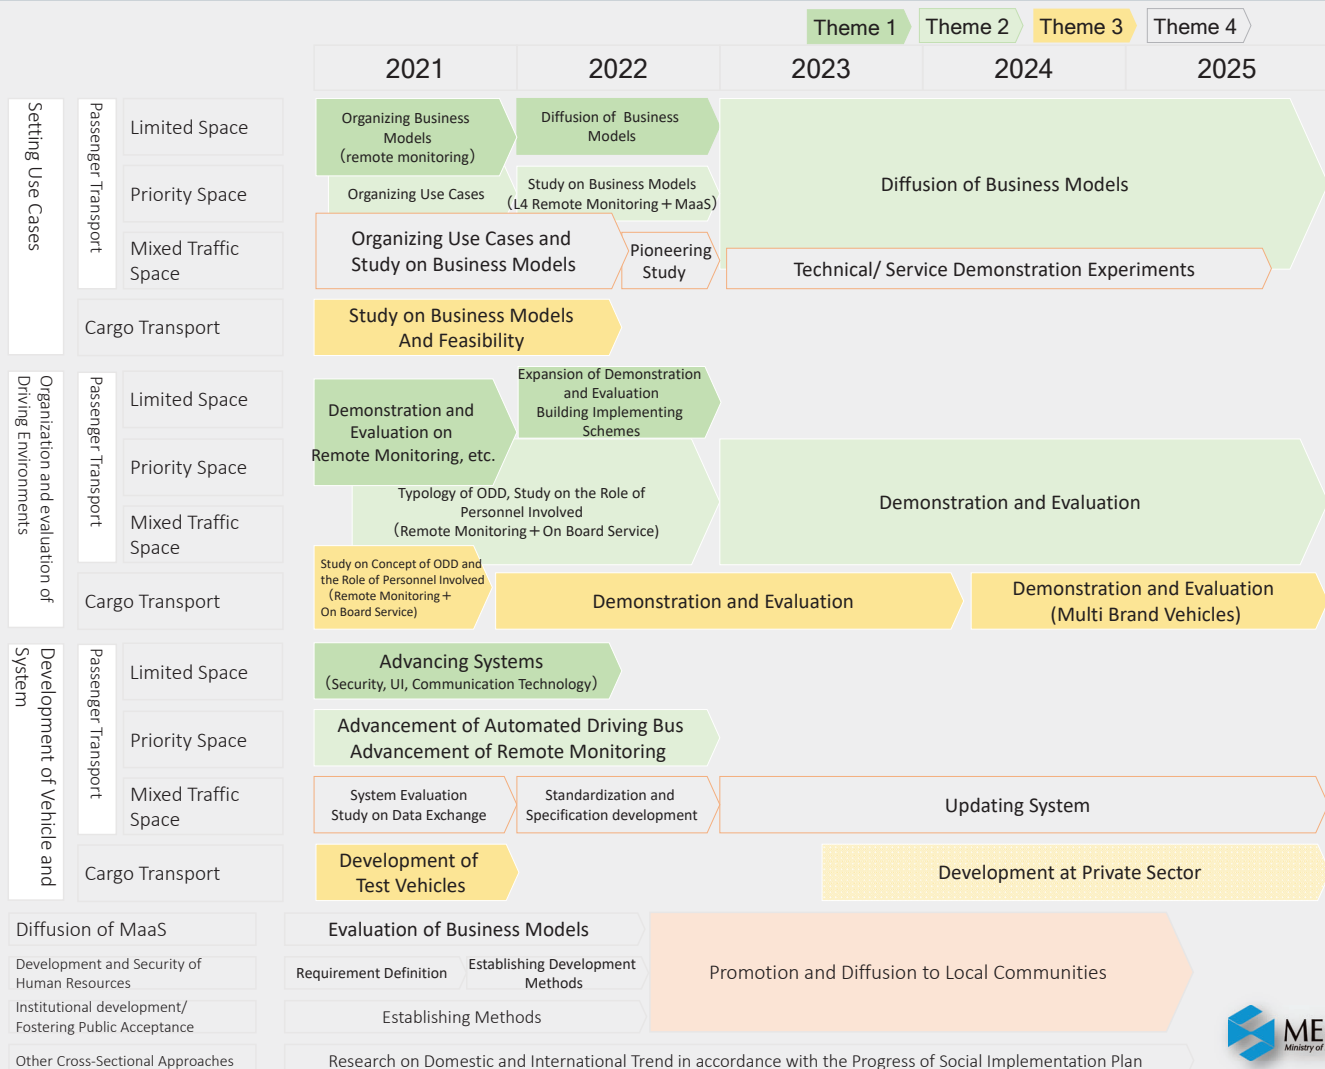 Theme 1
Theme 2
Theme 3
Theme 4
2021
2022
2023
2024
2025
Setting Use Cases
Passenger Transport
Limited Space
Organizing Business
Models
(remote monitoring)
Diffusion of Business
Models
Diffusion of Business Models
Priority Space
Organizing Use Cases
Study on Business Models
(L4 Remote Monitoring＋MaaS)
Mixed Traffic
Space
Organizing Use Cases and
Study on Business Models
Pioneering
Study
Technical/ Service Demonstration Experiments
Cargo Transport
Study on Business Models
And Feasibility
Organization and evaluation of
Driving Environments
Passenger Transport
Limited Space
Demonstration and
Evaluation on
Remote Monitoring, etc.
Expansion of Demonstration
and Evaluation
Building Implementing
Schemes
Priority Space
Typology of ODD, Study on the Role of
Personnel Involved
(Remote Monitoring＋On Board Service)
Demonstration and Evaluation
Mixed Traffic
Space
Cargo Transport
Study on Concept of ODD and
the Role of Personnel Involved
(Remote Monitoring＋
On Board Service)
Demonstration and Evaluation
Demonstration and Evaluation
(Multi Brand Vehicles)
Development of Vehicle and
System
Passenger Transport
Limited Space
Advancing Systems
(Security, UI, Communication Technology)
Priority Space
Advancement of Automated Driving Bus
Advancement of Remote Monitoring
Mixed Traffic
Space
System Evaluation
Study on Data Exchange
Standardization and
Specification development
Updating System
Cargo Transport
Development of
Test Vehicles
Development at Private Sector
Diffusion of MaaS
Evaluation of Business Models
Promotion and Diffusion to Local Communities
Development and Security of
Human Resources
Requirement Definition
Establishing Development
Methods
Institutional development/
Fostering Public Acceptance
Establishing Methods
Other Cross-Sectional Approaches
Research on Domestic and International Trend in accordance with the Progress of Social Implementation Plan
ME
Ministry of